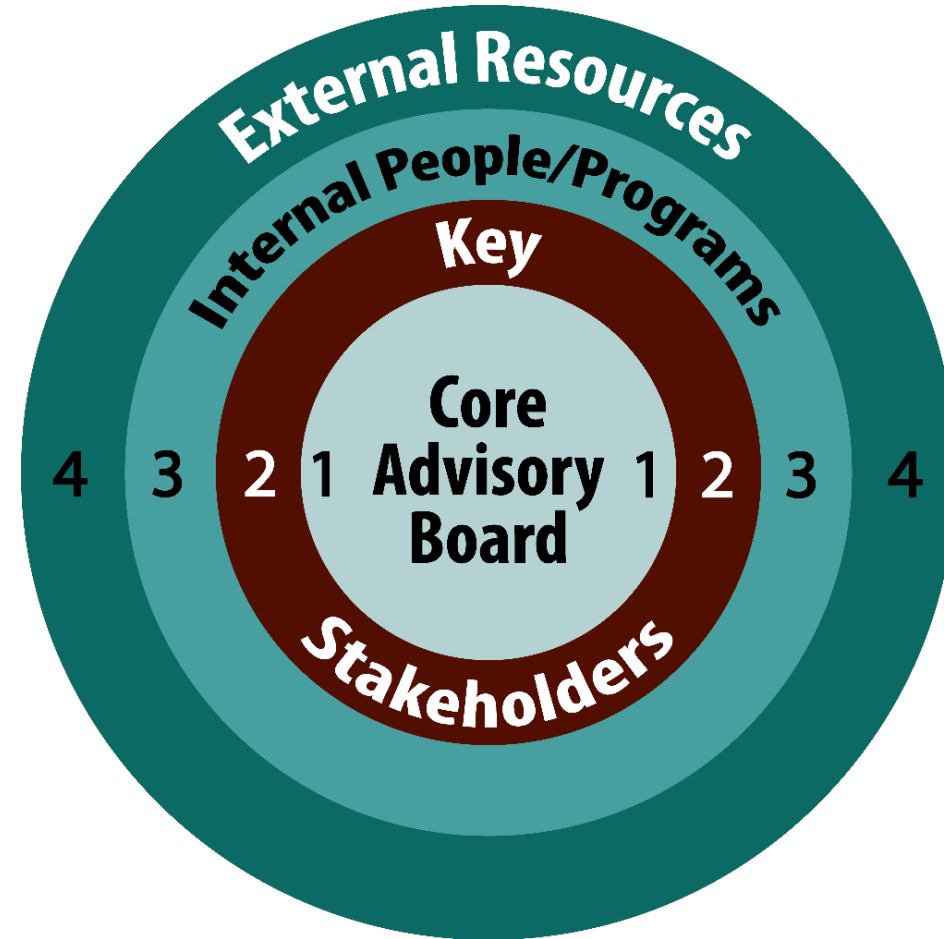 External Resources
Internal People/Programs
Key
Core
Advisory
Board
4 3 2 1 1 2 3 4
Stakeholders